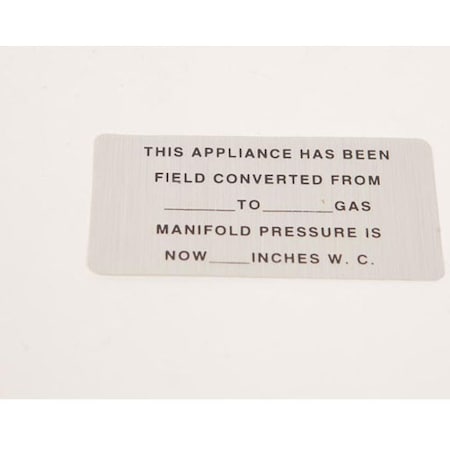 THIS APPLIANCE HAS BEEN
FIELD CONVERTED FROM
_______TO_______GAS
MANIFOLD PRESSURE IS
NOW____INCHES W. C.